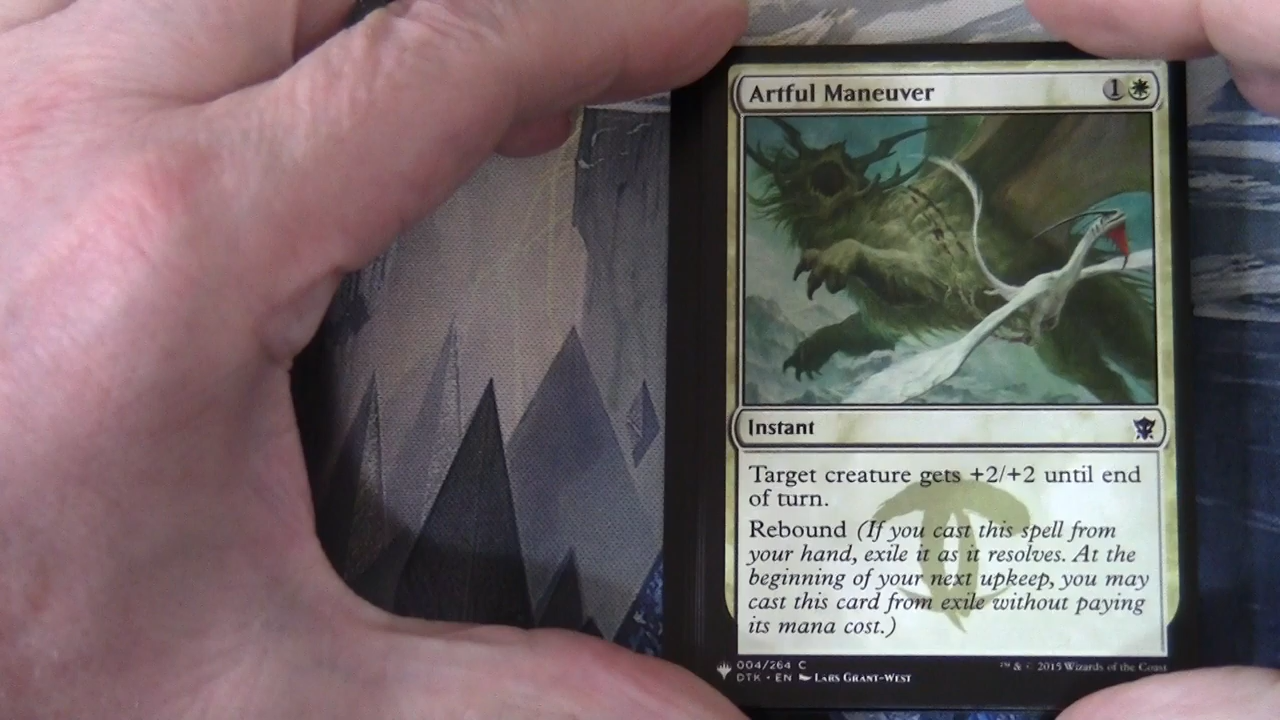 Artful Maneuver 1
Instant
Target creature gets +2/+2 until end
of turn.
Rebound (If you cast this spell from
your hand, exile it as it resolves. At the
beginning of your next upkeep, you may
cast this card from exile without paying
its mana cost.)
004/264 C
™ & © 2015 Wizards of the Coast
DTK • EN Lars Grant-West